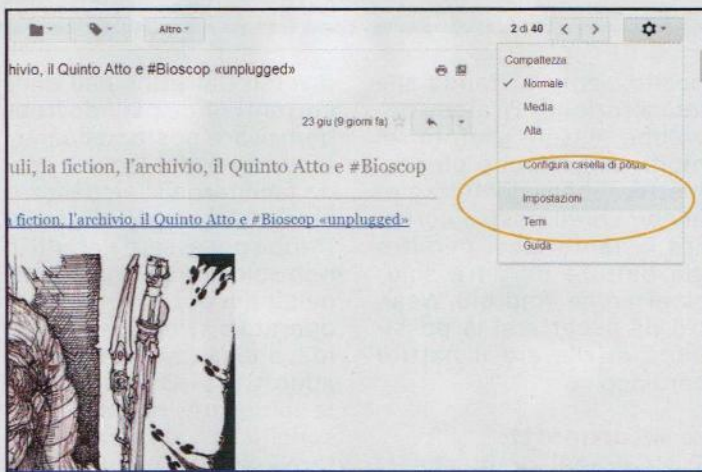 Altro
2 di 40
hivio, il Quinto Atto e #Bioscop «unplugged»
23 giu (9 giorni fa)
uli, la fiction, l'archivio, il Quinto Atto e #Bioscop
a fiction, l'archivio, il Quinto Atto e #Bioscop «unplugged»
Compattezza
Normale
Media
Alta
Configura casella di posta
Impostazioni
Temi
Guida